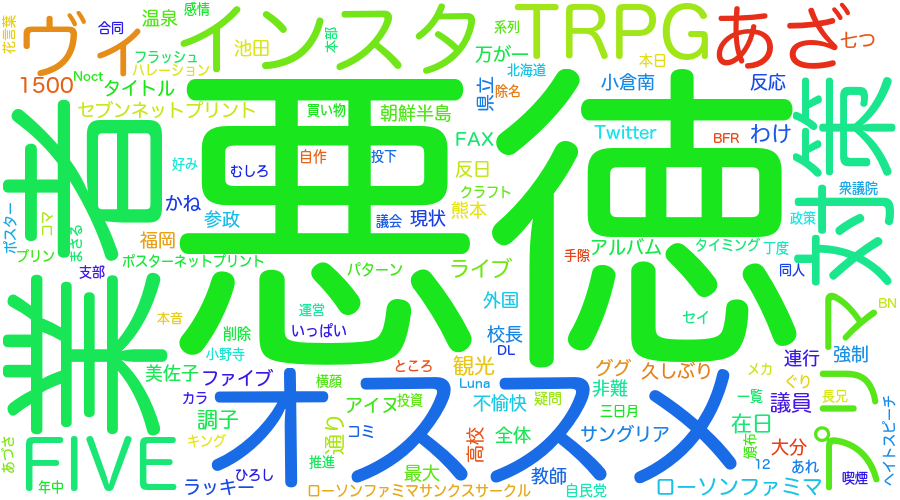 花言葉
ヴィ
合同
温泉
感情
インスタ
池田
本部
系列
万が一
TRPG
あざ
七つ
フラッシュ
バレーション
Noct
1500
タイトル
北海道
本日
小倉南
反応
県立
除名
セブンネットプリント
買い物
朝鮮半島
FAX
Twitter
BFR
わけ
対策
業者
悪徳
好み
むしろ
自作
投下
反日
クラフト
衆議院
かね
参政
議会
現状
熊本
政策
ポスター
コマ
まさる
プリン
支部
福岡
ポスターネットプリント
パターン
ライブ
アルバム
タイミング
丁度
手隙
同人
外国
セイ
BN
プリマ
本音
運営
削除
いっぱい
小野寺
校長
DL
美佐子
ファイブ
横顔
ところ
観光
ググ
久しぶり
メカ
連行
強制
ぐり
カラ
オススメ
Luna
非難
アイヌ
投資
不愉快
疑問
三日月
一覧
議員
長兄
ヘイトスピーチ
調子
キング
通り
コミ
高校
全体
サングリア
在日
頒布
大分
FIVE
あづさ
年中
ラッキー
ひろし
推進
最大
教師
12
あれ
喫煙
ローソンファミマサンクスサークル
自民党
ローソンファミマ